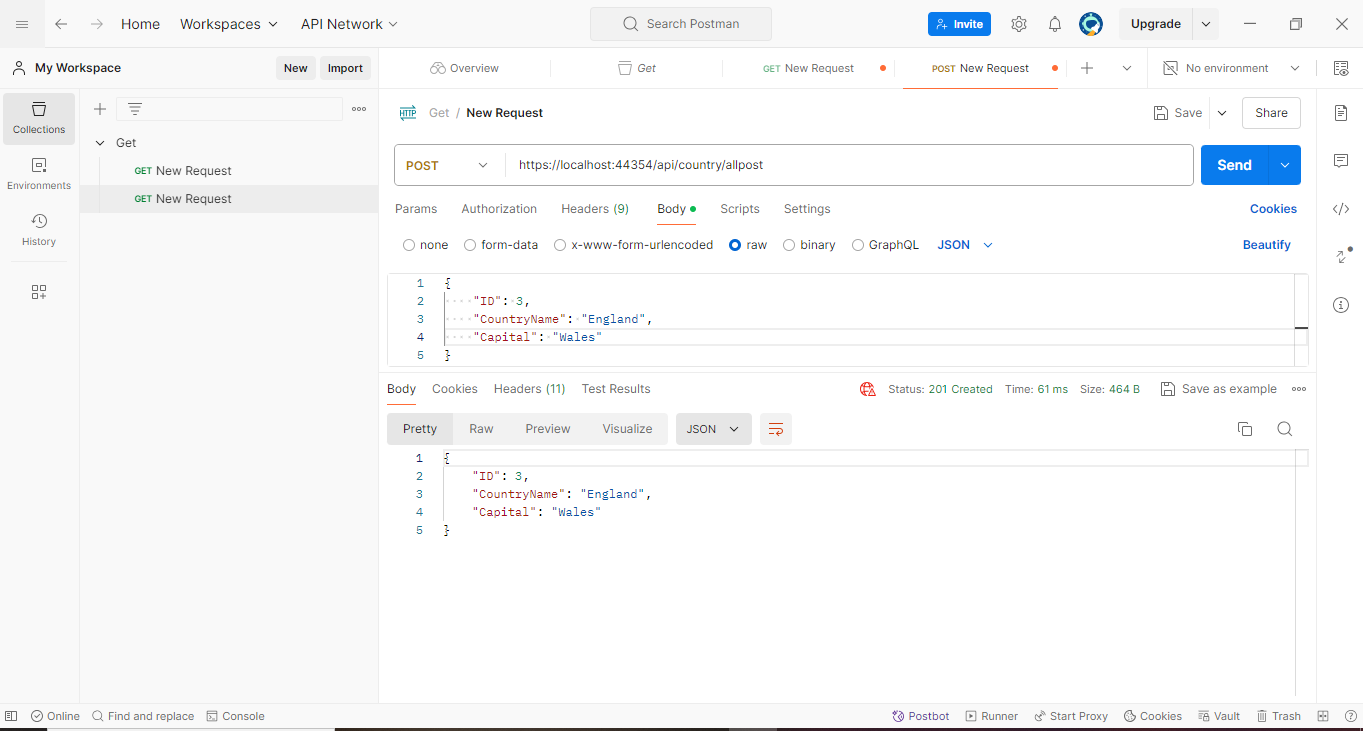 Home Workspaces API Network Search Postman Invite Upgrade
My Workspace New Import Overview Get GET New Request POST New Request No environment
Collections
Environments
History
Get
GET New Request
GET New Request
HTTP Get / New Request Save Share
POST https://localhost:44354/api/country/allpost Send
Params Authorization Headers (9) Body Scripts Settings Cookies
none form-data x-www-form-urlencoded raw binary GraphQL JSON Beautify
1 {
2 "ID": 3,
3 "CountryName": "England",
4 "Capital": "Wales"
5 }
Body Cookies Headers (11) Test Results Status: 201 Created Time: 61 ms Size: 464 B Save as example
Pretty Raw Preview Visualize JSON
1 {
2 "ID": 3,
3 "CountryName": "England",
4 "Capital": "Wales"
5 }
Online Find and replace Console Postbot Runner Start Proxy Cookies Vault Trash